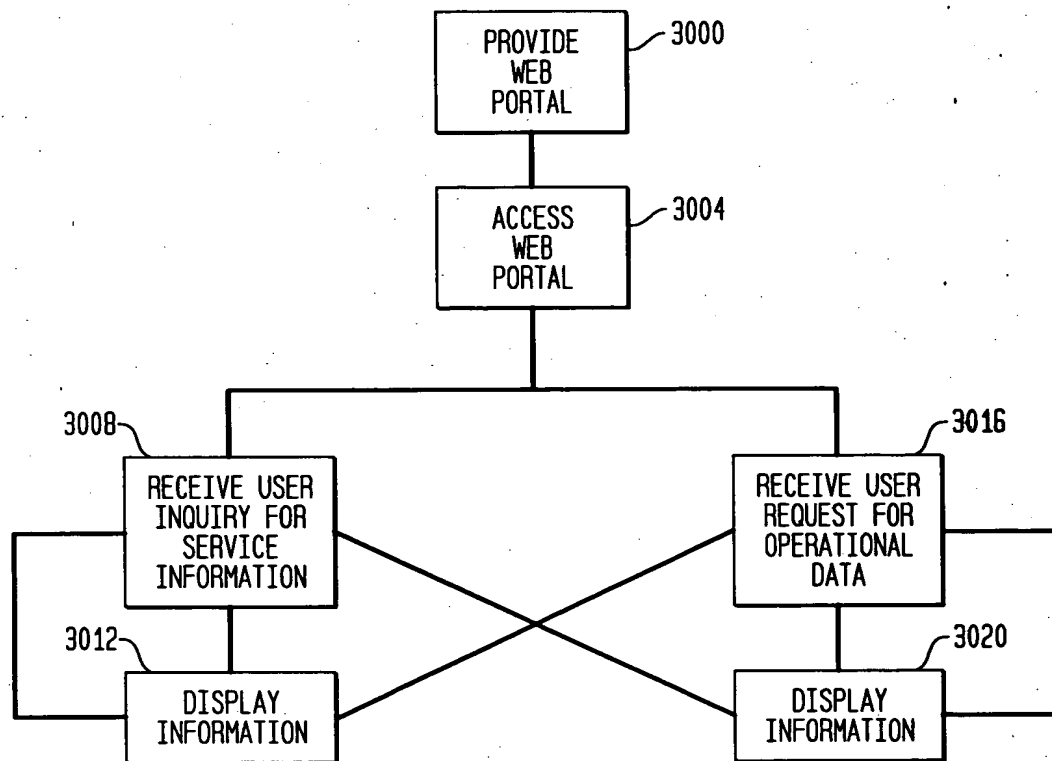 PROVIDE
WEB
PORTAL
3000
ACCESS
WEB
PORTAL
3004
3008
RECEIVE USER
INQUIRY FOR
SERVICE
INFORMATION
3016
RECEIVE USER
REQUEST FOR
OPERATIONAL
DATA
3012
DISPLAY
INFORMATION
3020
DISPLAY
INFORMATION